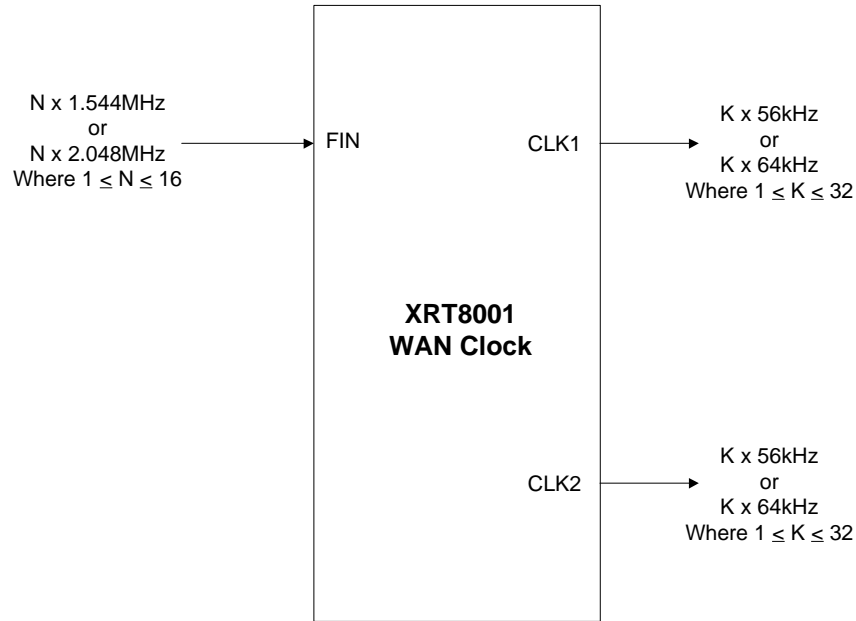 N x 1.544MHz
or
N x 2.048MHz
Where 1 ≤ N ≤ 16
FIN
CLK1
K x 56kHz
or
K x 64kHz
Where 1 ≤ K ≤ 32
XRT8001
WAN Clock
CLK2
K x 56kHz
or
K x 64kHz
Where 1 ≤ K ≤ 32